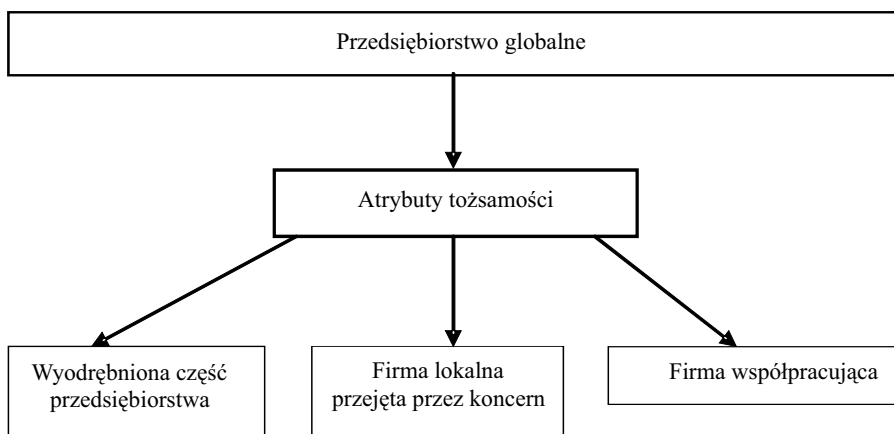 Przedsiębiorstwo globalne
Atrybuty tożsamości
Wyodrębniona część
przedsiębiorstwa
Firma lokalna
przejęta przez koncern
Firma współpracująca